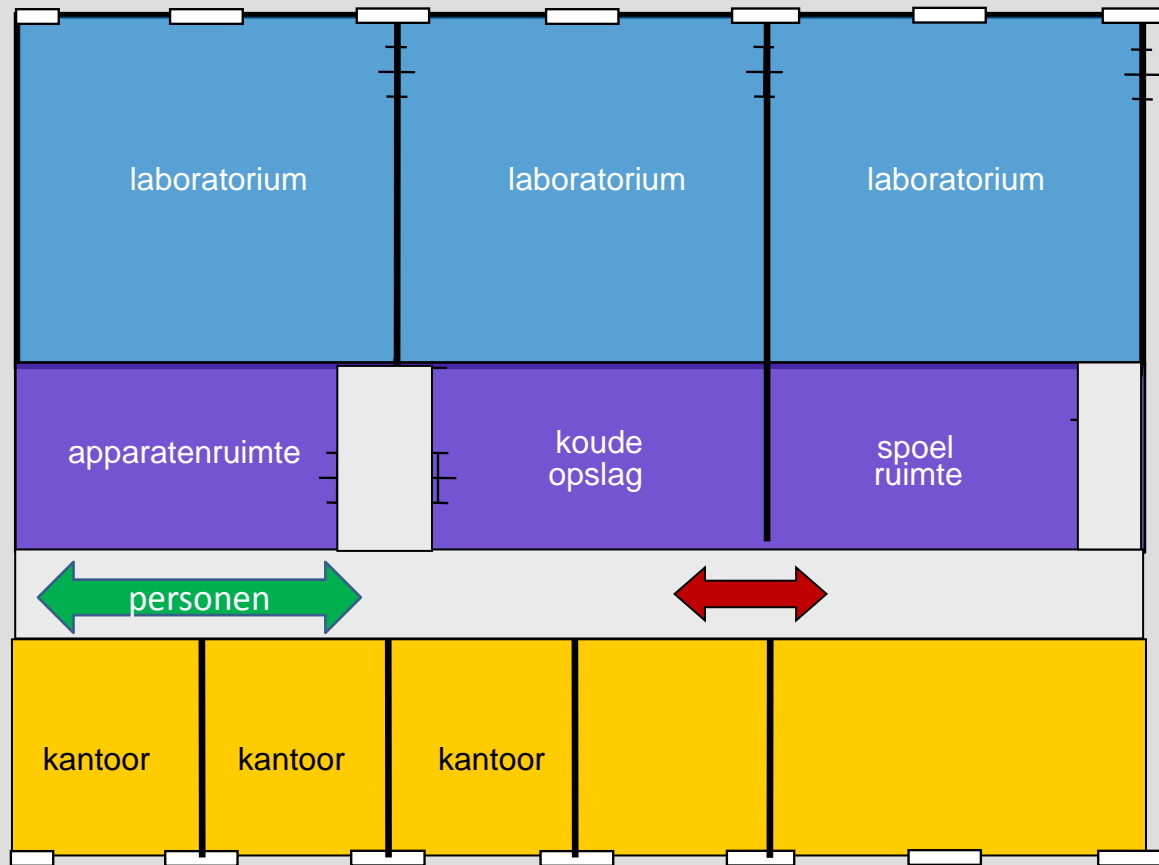 laboratorium
laboratorium
laboratorium
apparatenruimte
koude
opslag
spoel
ruimte
personen
kantoor
kantoor
kantoor